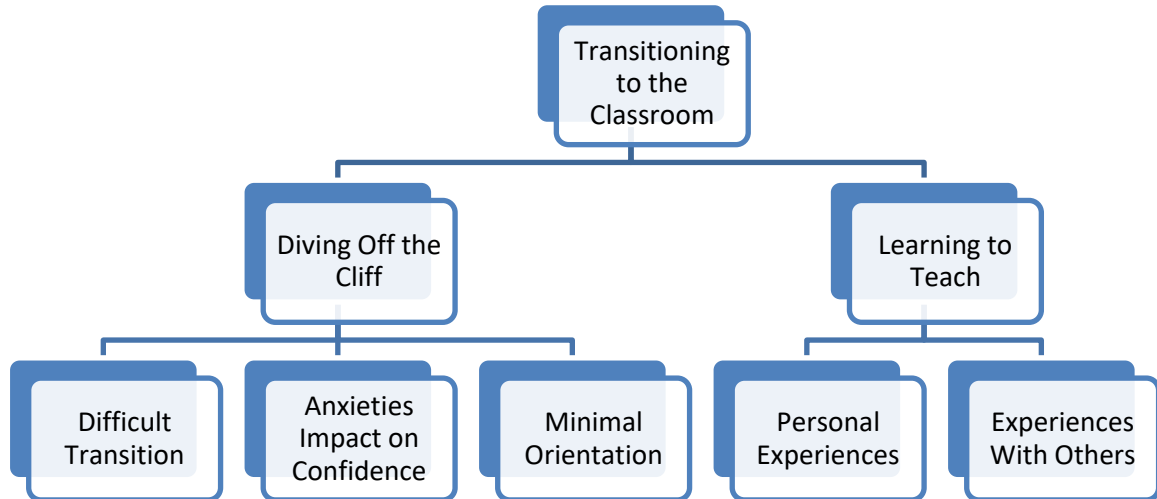 Transitioning
to the
Classroom
Diving Off the
Cliff
Learning to
Teach
Difficult
Transition
Anxieties
Impact on
Confidence
Minimal
Orientation
Personal
Experiences
Experiences
With Others